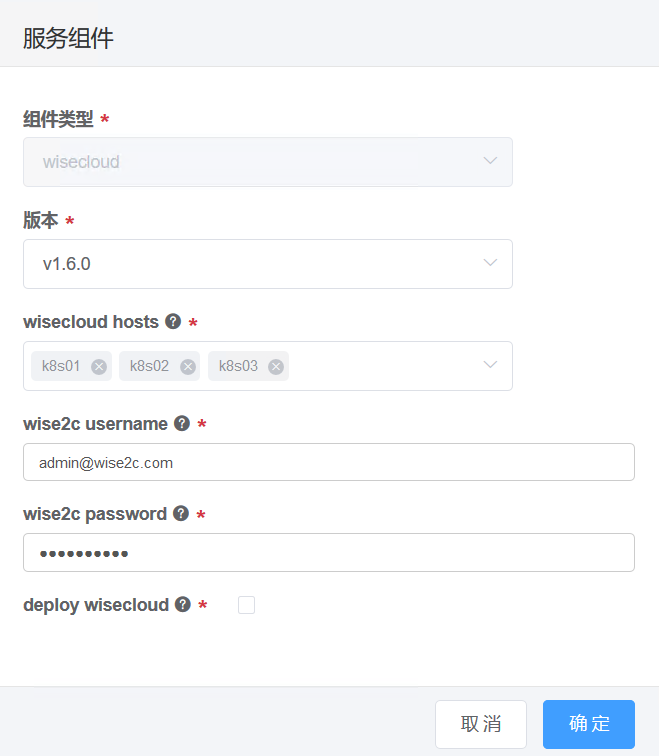 服务组件
组件类型 *
wisecloud
版本 *
v1.6.0
wisecloud hosts ? *
k8s01 k8s02 k8s03
wise2c username ? *
admin@wise2c.com
wise2c password ? *
••••••••••
deploy wisecloud ? *
取消 确定